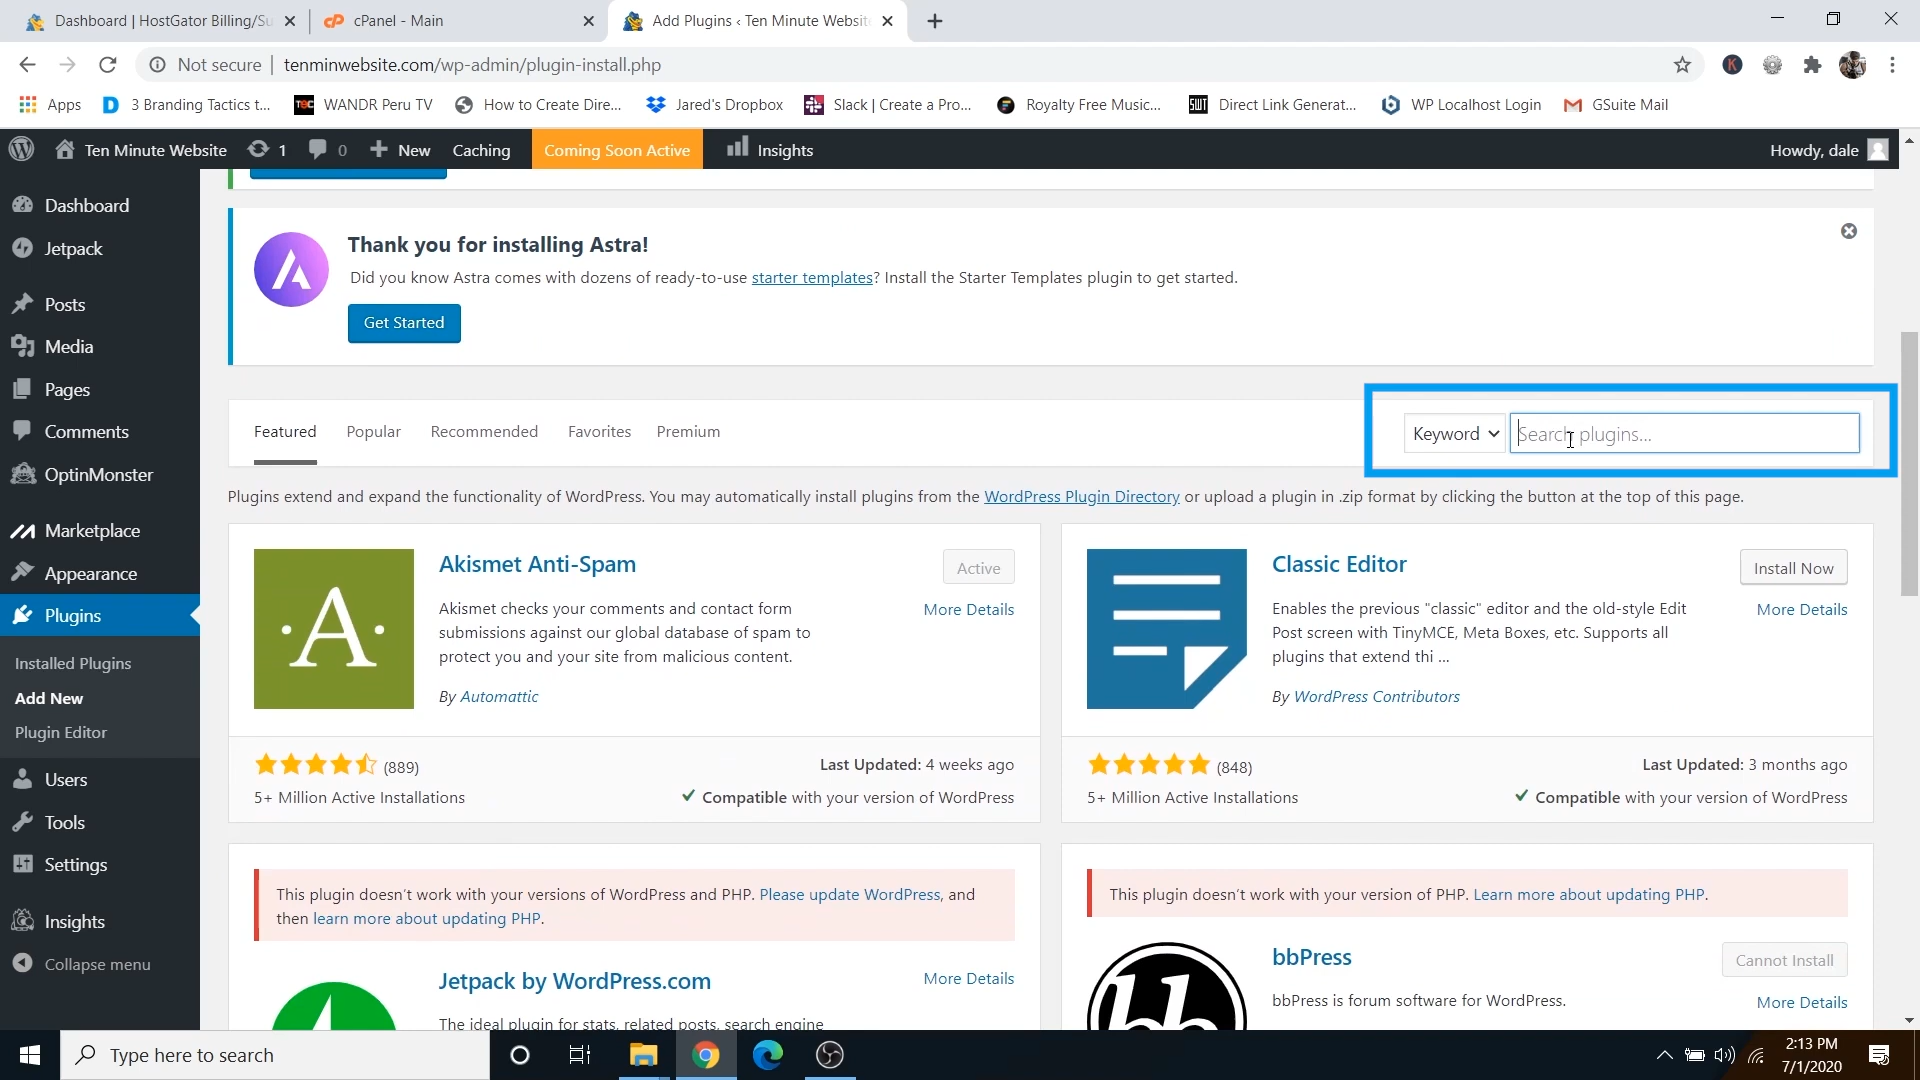 Dashboard | HostGator Billing/Su
cPanel - Main
Add Plugins ‹ Ten Minute Website
Not secure | tenminwebsite.com/wp-admin/plugin-install.php
K
Apps
3 Branding Tactics t...
WANDR Peru TV
How to Create Dire...
Jared's Dropbox
Slack | Create a Pro...
Royalty Free Music...
Direct Link Generat...
WP Localhost Login
GSuite Mail
Ten Minute Website
1
0
New
Caching
Coming Soon Active
Insights
Howdy, dale
Dashboard
Jetpack
Posts
Media
Pages
Comments
OptinMonster
Marketplace
Appearance
Plugins
Installed Plugins
Add New
Plugin Editor
Users
Tools
Settings
Insights
Collapse menu
Thank you for installing Astra!
Did you know Astra comes with dozens of ready-to-use starter templates? Install the Starter Templates plugin to get started.
Get Started
Featured
Popular
Recommended
Favorites
Premium
Keyword
Search plugins...
Plugins extend and expand the functionality of WordPress. You may automatically install plugins from the WordPress Plugin Directory or upload a plugin in .zip format by clicking the button at the top of this page.
A
Akismet Anti-Spam
Active
More Details
Akismet checks your comments and contact form
submissions against our global database of spam to
protect you and your site from malicious content.
By Automattic
(889)
Last Updated: 4 weeks ago
5+ Million Active Installations
Compatible with your version of WordPress
Classic Editor
Install Now
More Details
Enables the previous "classic" editor and the old-style Edit
Post screen with TinyMCE, Meta Boxes, etc. Supports all
plugins that extend thi ...
By WordPress Contributors
(848)
Last Updated: 3 months ago
5+ Million Active Installations
Compatible with your version of WordPress
This plugin doesn't work with your versions of WordPress and PHP. Please update WordPress, and
then learn more about updating PHP.
Jetpack by WordPress.com
More Details
The ideal plugin for stats, related posts, search engine
This plugin doesn't work with your version of PHP. Learn more about updating PHP.
bb
bbPress
Cannot Install
bbPress is forum software for WordPress.
More Details
Type here to search
2:13 PM
7/1/2020